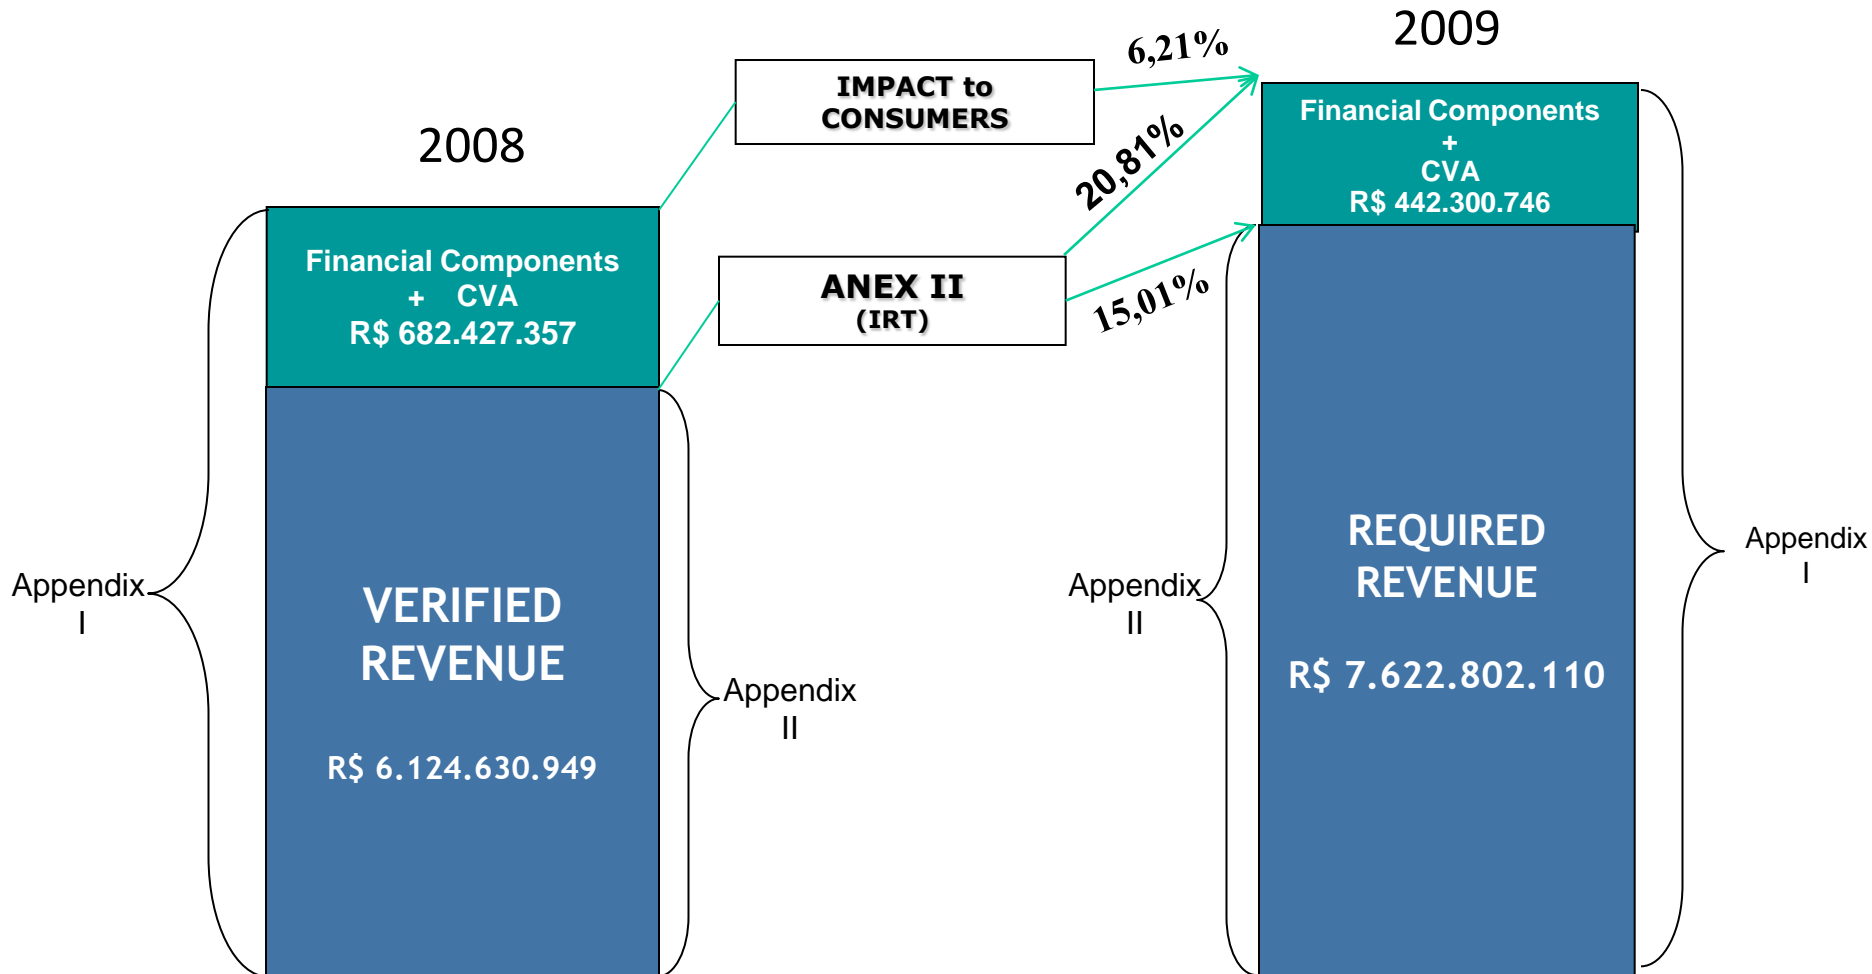 2008
Financial Components
+ CVA
R$ 682.427.357
VERIFIED
REVENUE
R$ 6.124.630.949
Appendix
I
Appendix
II
IMPACT to
CONSUMERS
6,21%
20,81%
ANEX II
(IRT)
15,01%
2009
Financial Components
+
CVA
R$ 442.300.746
REQUIRED
REVENUE
R$ 7.622.802.110
Appendix
II
Appendix
I